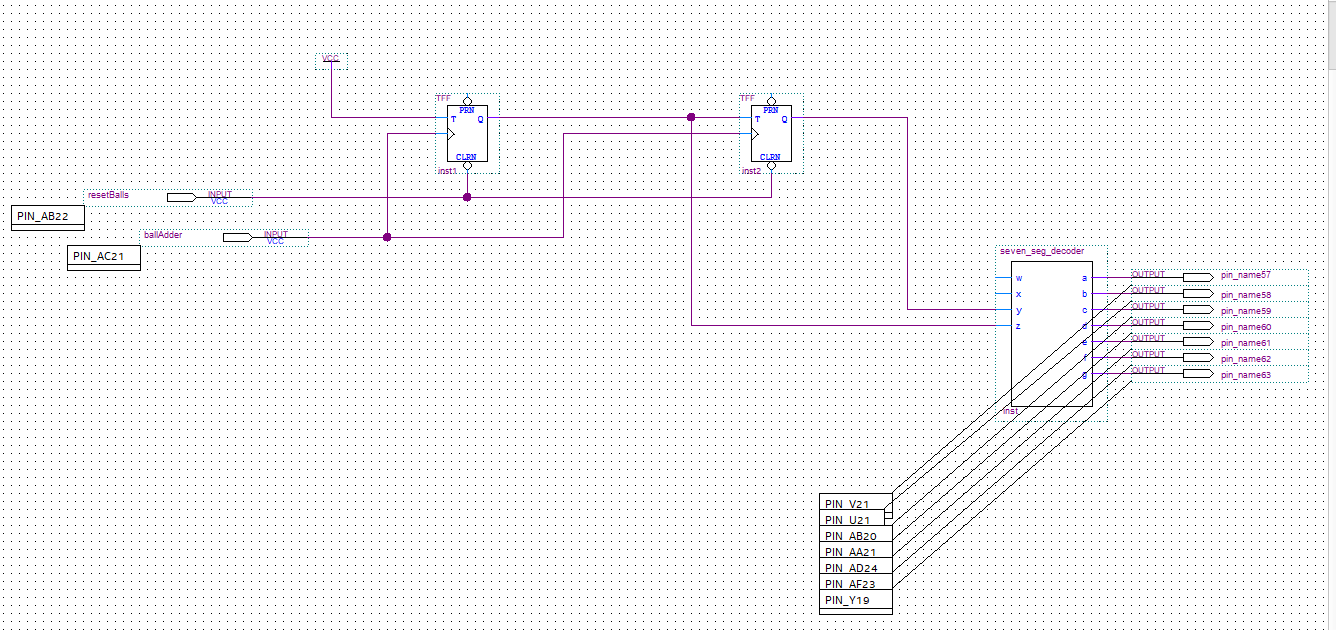 VCC
TFF
PRN
T
Q
CLRN
inst1
TFF
PRN
T
Q
CLRN
inst2
resetBalls
INPUT
VCC
PIN_AB22
ballAdder
INPUT
VCC
PIN_AC21
seven_seg_decoder
w
x
y
z
a
b
c
d
e
f
g
inst
OUTPUT
pin_name57
OUTPUT
pin_name58
OUTPUT
pin_name59
OUTPUT
pin_name60
OUTPUT
pin_name61
OUTPUT
pin_name62
OUTPUT
pin_name63
PIN_V21
PIN_U21
PIN_AB20
PIN_AA21
PIN_AD24
PIN_AF23
PIN_Y19